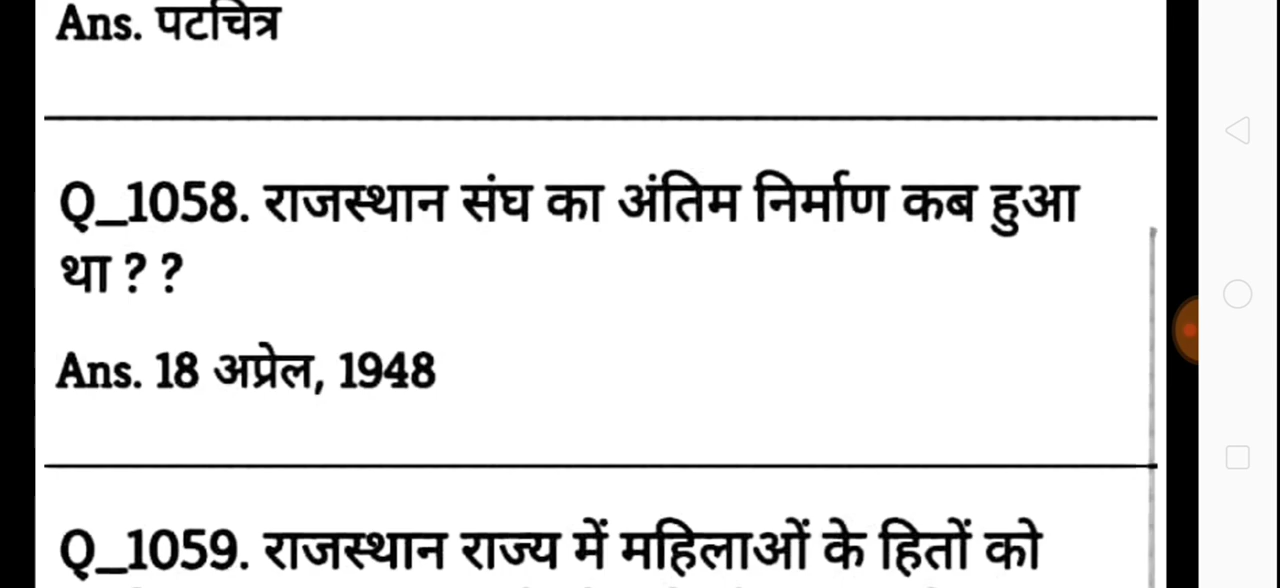 Ans. पटचित्र
Q_1058. राजस्थान संघ का अंतिम निर्माण कब हुआ
था ? ?
Ans. 18 अप्रेल, 1948
Q_1059. राजस्थान राज्य में महिलाओं के हितों को